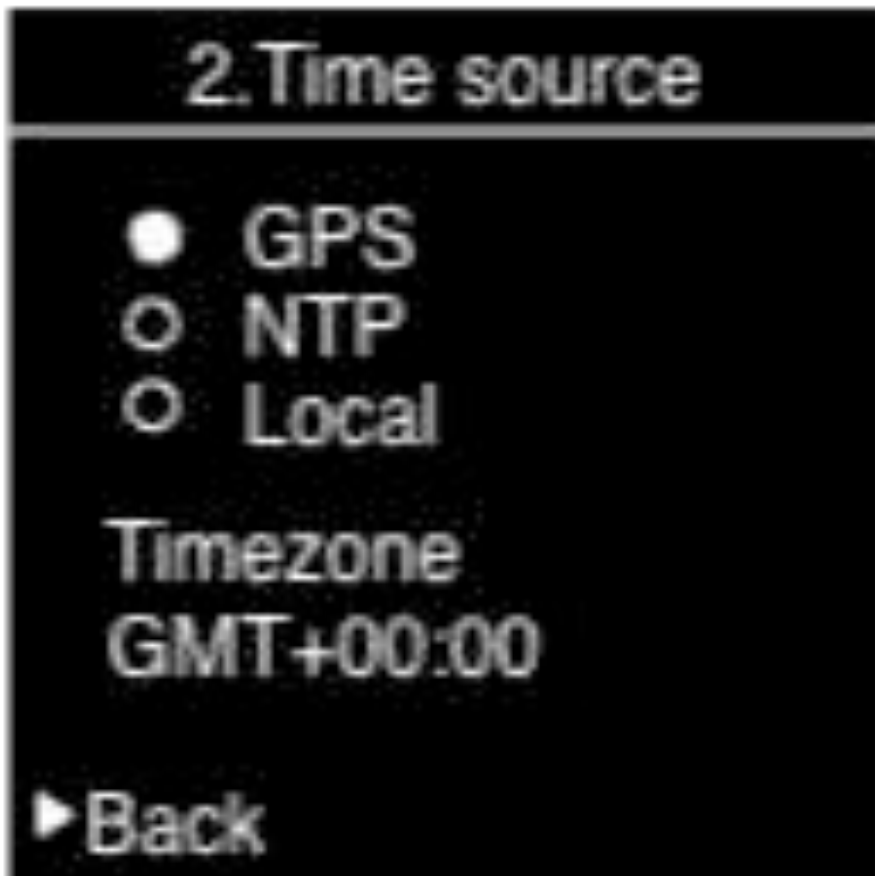 2.Time source
GPS
NTP
Local
Timezone
GMT+00:00
Back